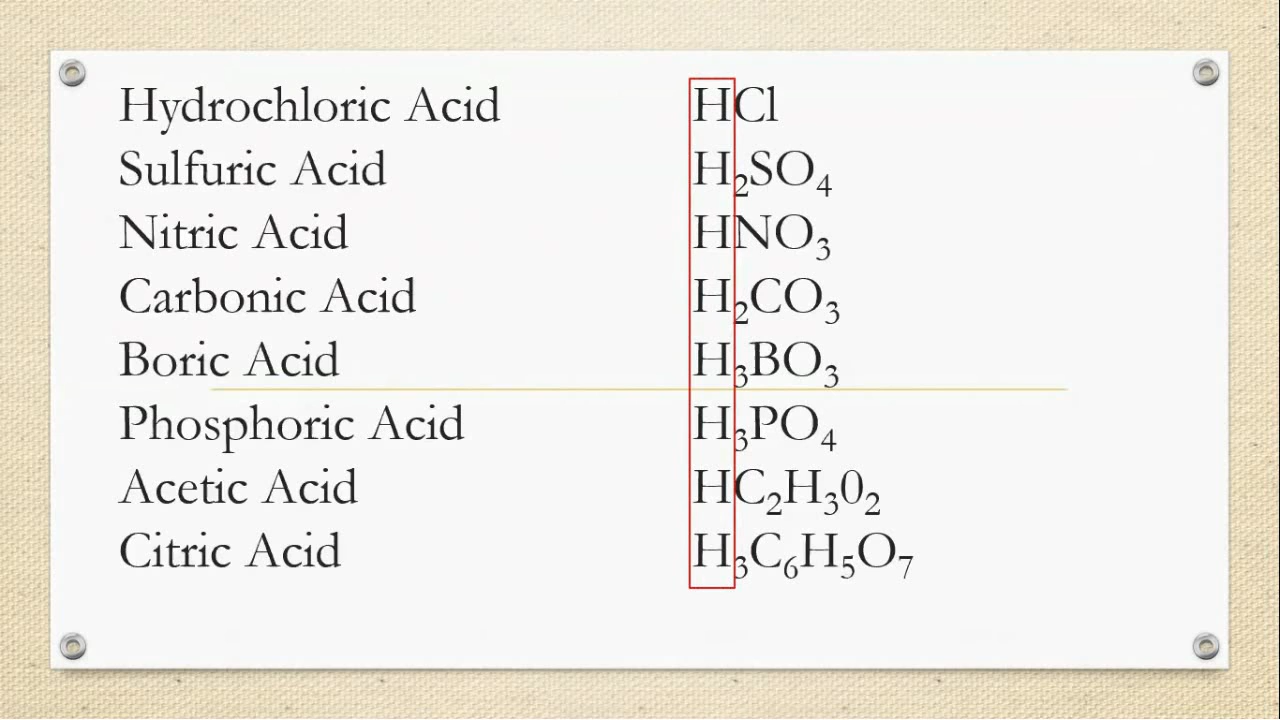 Hydrochloric Acid HCl
Sulfuric Acid H₂SO₄
Nitric Acid HNO₃
Carbonic Acid H₂CO₃
Boric Acid H₃BO₃
Phosphoric Acid H₃PO₄
Acetic Acid HC₂H₃0₂
Citric Acid H₃C₆H₅O₇